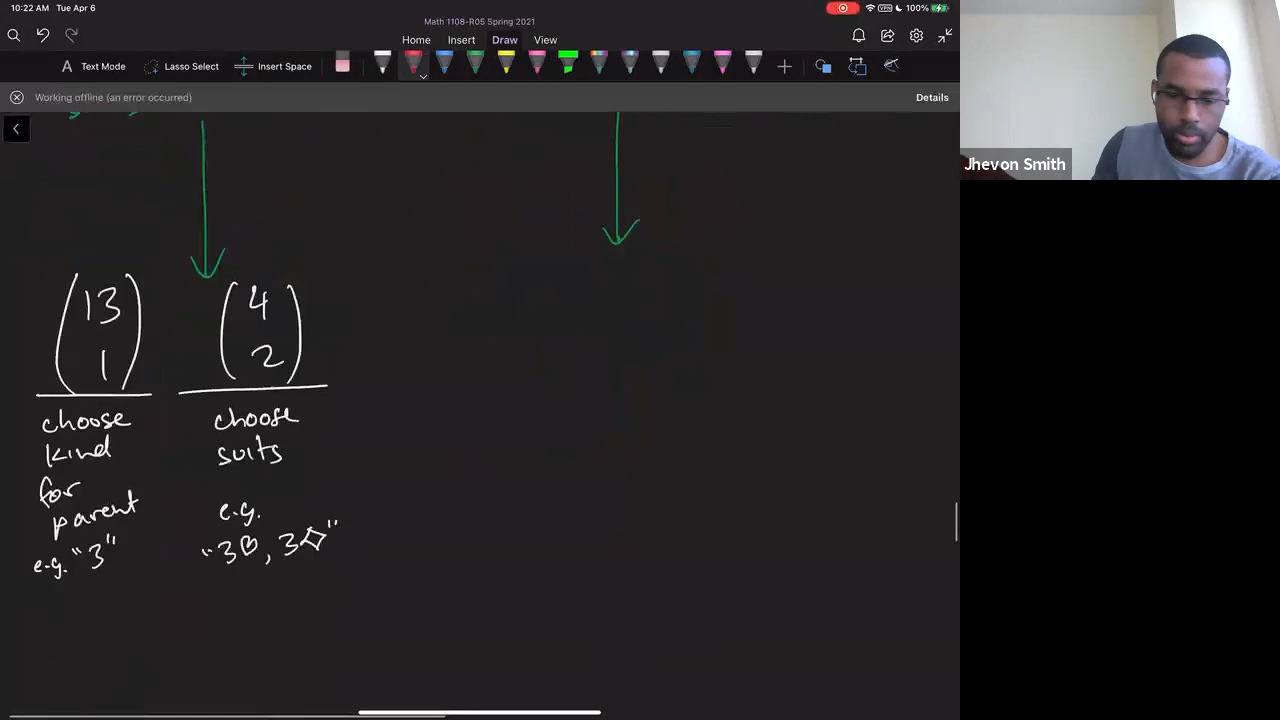 10:22 AM Tue Apr 6
VPN 100%
Math 1108-R05 Spring 2021
Home Insert Draw View
A Text Mode Lasso Select Insert Space
Working offline (an error occurred) Details
Jhevon Smith
(13 1) (4 2)
choose
kind
for
parent
e.g. "3"
choose
suits
e.g.
"3♡, 3◇"